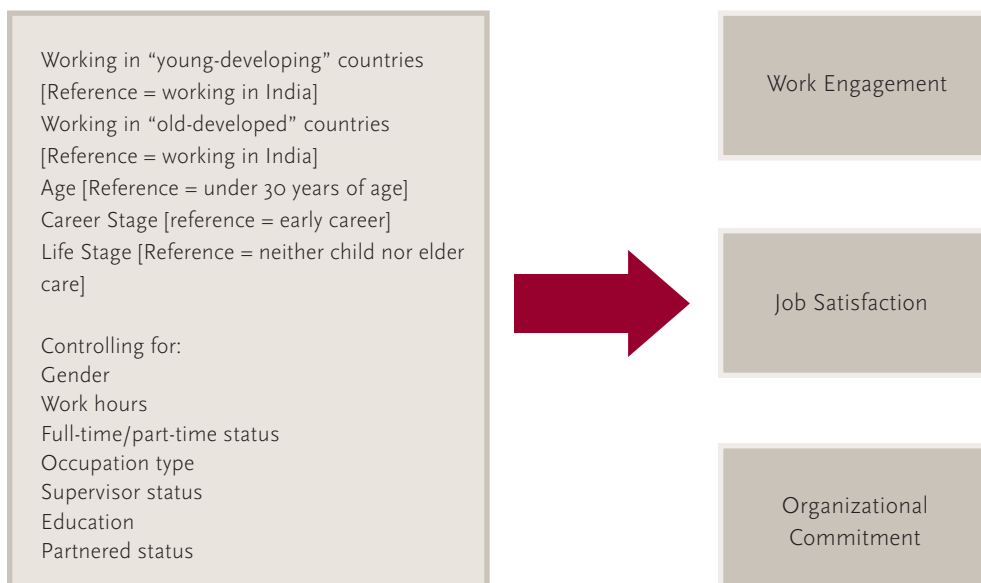 Working in “young-developing” countries
[Reference = working in India]
Working in “old-developed” countries
[Reference = working in India]
Age [Reference = under 30 years of age]
Career Stage [reference = early career]
Life Stage [Reference = neither child nor elder
care]
Controlling for:
Gender
Work hours
Full-time/part-time status
Occupation type
Supervisor status
Education
Partnered status
Work Engagement
Job Satisfaction
Organizational
Commitment